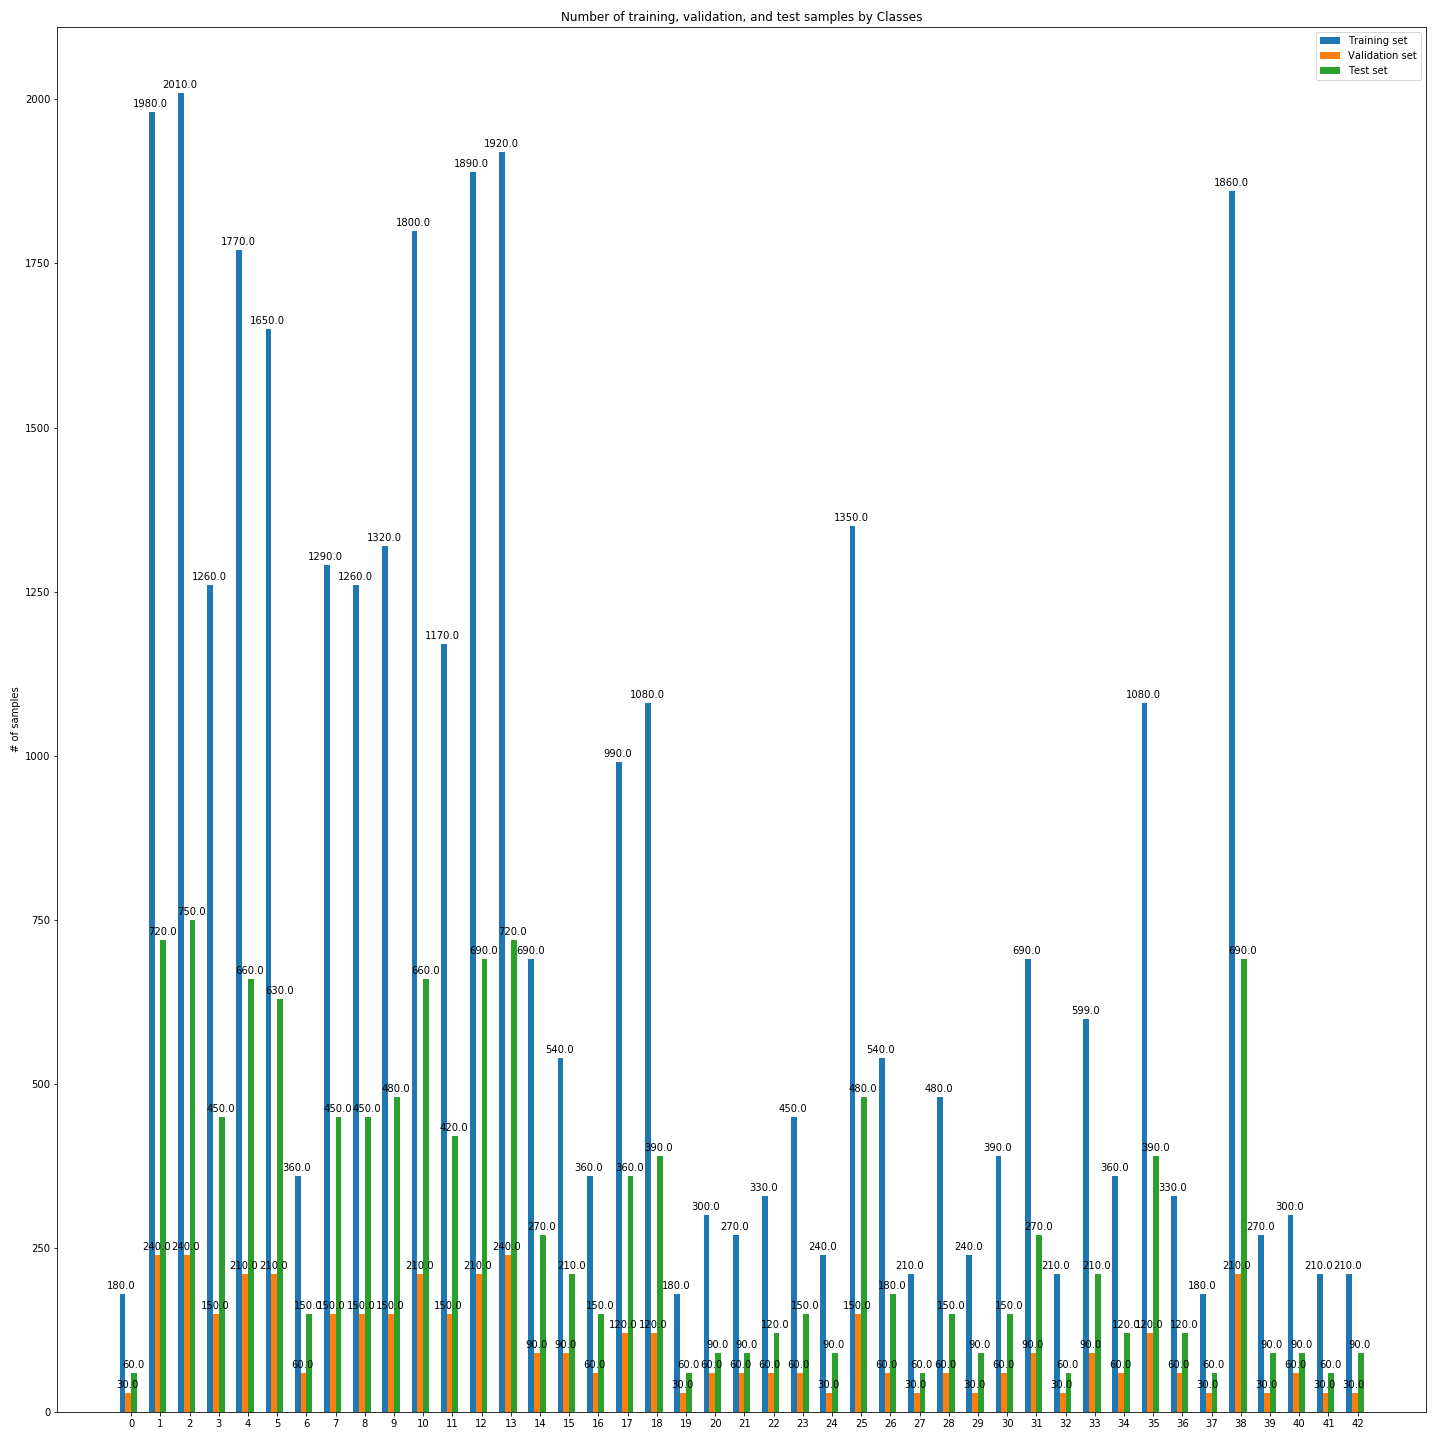 Number of training, validation, and test samples by Classes
Training set
Validation set
Test set
# of samples
2000
1750
1500
1250
1000
750
500
250
0
180.0 1980.0 2010.0 1260.0 1770.0 1650.0 360.0 1290.0 1260.0 1320.0 1800.0 1170.0 1890.0 1920.0 690.0 540.0 360.0 990.0 1080.0 180.0 300.0 270.0 330.0 450.0 240.0 1350.0 540.0 210.0 480.0 240.0 390.0 690.0 210.0 599.0 360.0 1080.0 330.0 180.0 1860.0 270.0 300.0 210.0 210.0
30.0 240.0 240.0 150.0 210.0 210.0 60.0 150.0 150.0 150.0 210.0 150.0 210.0 240.0 90.0 90.0 60.0 120.0 120.0 30.0 60.0 60.0 60.0 60.0 30.0 150.0 60.0 30.0 60.0 30.0 60.0 90.0 30.0 90.0 60.0 120.0 60.0 30.0 210.0 30.0 60.0 30.0 30.0
60.0 720.0 750.0 450.0 660.0 630.0 150.0 450.0 450.0 480.0 660.0 420.0 690.0 720.0 270.0 210.0 150.0 360.0 390.0 60.0 90.0 90.0 120.0 150.0 90.0 480.0 180.0 60.0 150.0 90.0 150.0 270.0 60.0 210.0 120.0 390.0 120.0 60.0 690.0 90.0 90.0 60.0 90.0
0 1 2 3 4 5 6 7 8 9 10 11 12 13 14 15 16 17 18 19 20 21 22 23 24 25 26 27 28 29 30 31 32 33 34 35 36 37 38 39 40 41 42